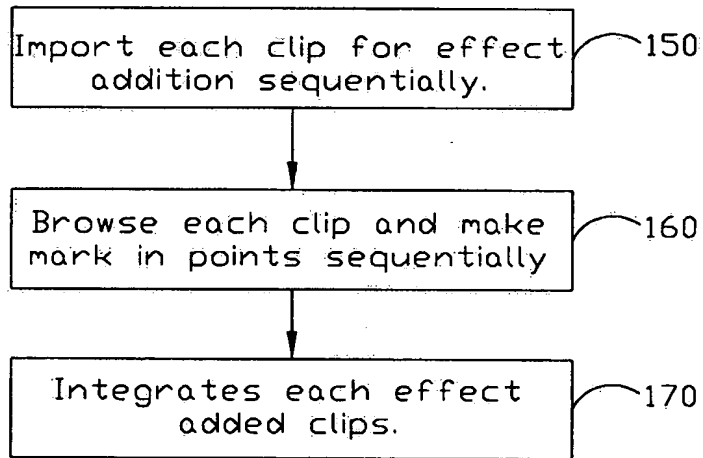 Import each clip for effect
addition sequentially.
150
Browse each clip and make
mark in points sequentially
160
Integrates each effect
added clips.
170